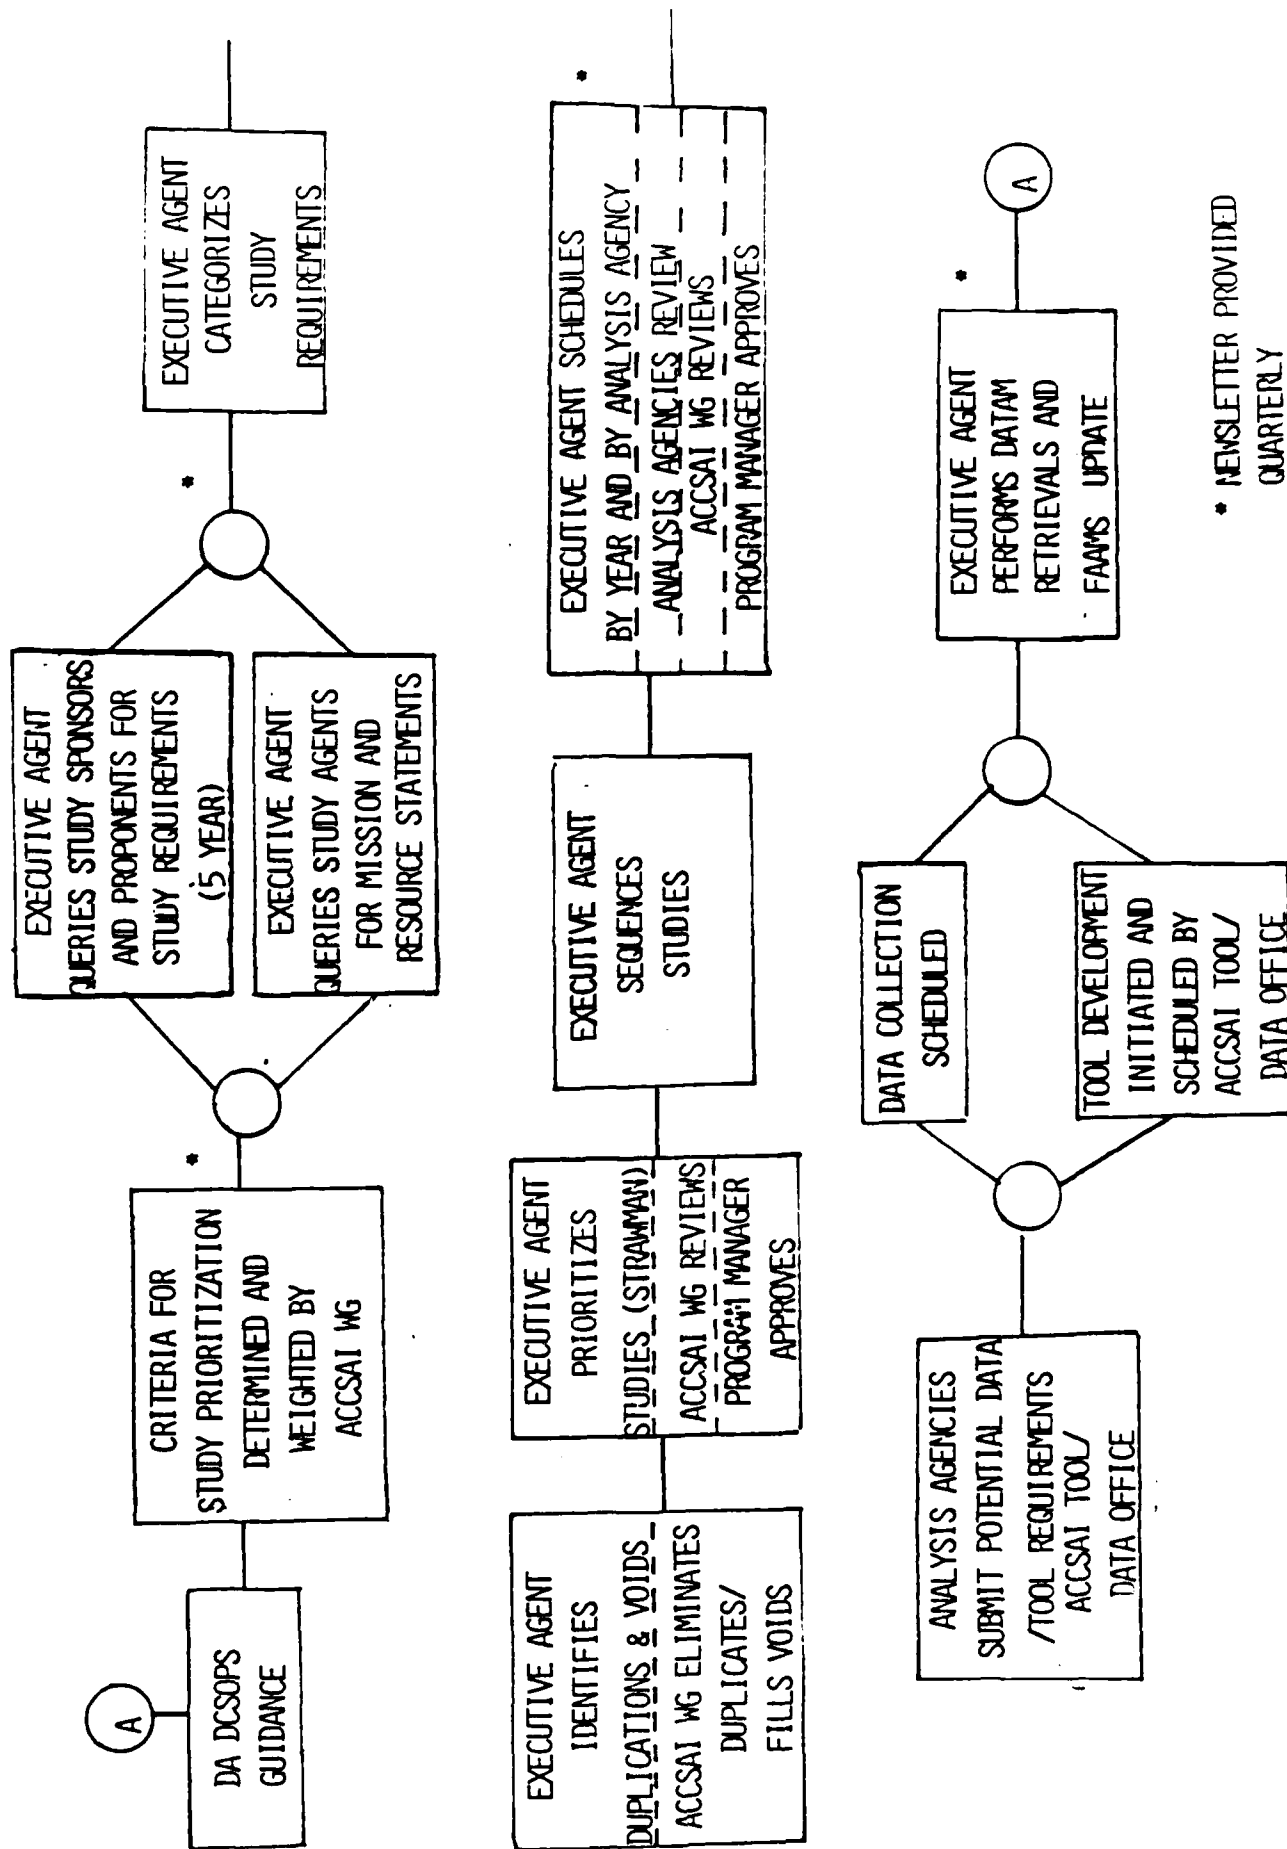 A
DA DCSOPS
GUIDANCE
CRITERIA FOR
STUDY PRIORITIZATION
DETERMINED AND
WEIGHTED BY
ACCSAI WG
*
EXECUTIVE AGENT
QUERIES STUDY SPONSORS
AND PROPONENTS FOR
STUDY REQUIREMENTS
(5 YEAR)
EXECUTIVE AGENT
QUERIES STUDY AGENTS
FOR MISSION AND
RESOURCE STATEMENTS
*
EXECUTIVE AGENT
CATEGORIZES
STUDY
REQUIREMENTS
EXECUTIVE AGENT
IDENTIFIES
DUPLICATIONS & VOIDS
ACCSAI WG ELIMINATES
DUPLICATES/
FILLS VOIDS
EXECUTIVE AGENT
PRIORITIZES
STUDIES (STRAWMAN)
ACCSAI WG REVIEWS
PROGRAM MANAGER
APPROVES
EXECUTIVE AGENT
SEQUENCES
STUDIES
EXECUTIVE AGENT SCHEDULES
BY YEAR AND BY ANALYSIS AGENCY
ANALYSIS AGENCIES REVIEW
ACCSAI WG REVIEWS
PROGRAM MANAGER APPROVES
*
ANALYSIS AGENCIES
SUBMIT POTENTIAL DATA
/TOOL REQUIREMENTS
ACCSAI TOOL/
DATA OFFICE
DATA COLLECTION
SCHEDULED
TOOL DEVELOPMENT
INITIATED AND
SCHEDULED BY
ACCSAI TOOL/
DATA OFFICE
EXECUTIVE AGENT
PERFORMS DATAM
RETRIEVALS AND
FAAMS UPDATE
*
A
* NEWSLETTER PROVIDED
QUARTERLY